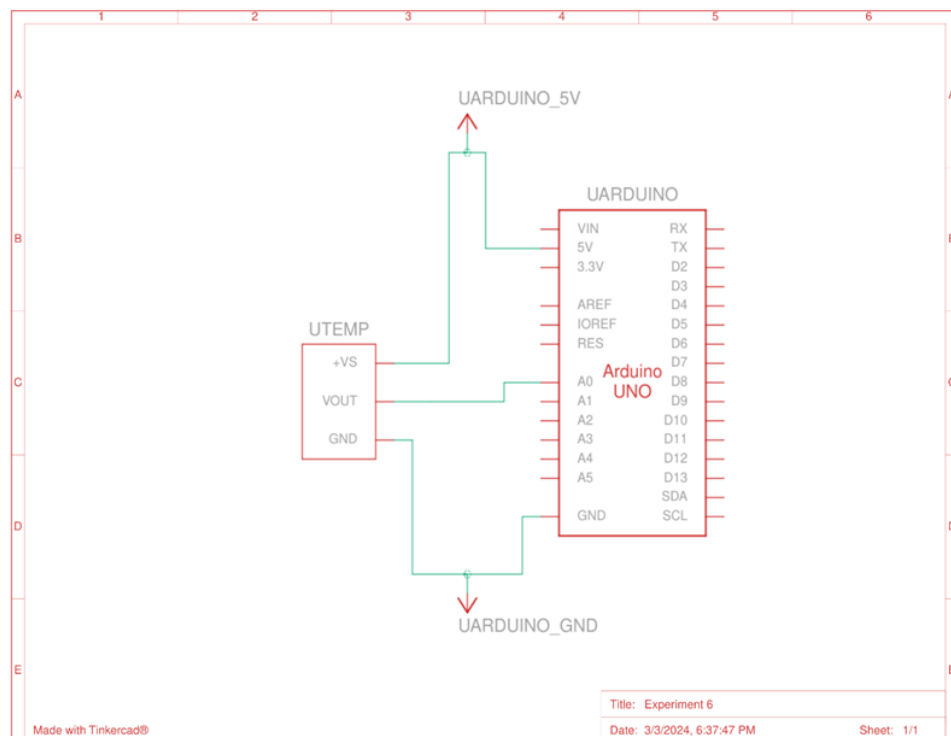 1 2 3 4 5 6
A
B
C
D
E
UARDUINO_5V
UARDUINO
VIN RX
5V TX
3.3V D2
D3
AREF D4
IOREF D5
RES D6
D7
A0 D8
A1 D9
A2 D10
A3 D11
A4 D12
A5 D13
SDA
GND SCL
Arduino
UNO
UTEMP
+VS
VOUT
GND
UARDUINO_GND
Title: Experiment 6
Made with Tinkercad®
Date: 3/3/2024, 6:37:47 PM Sheet: 1/1